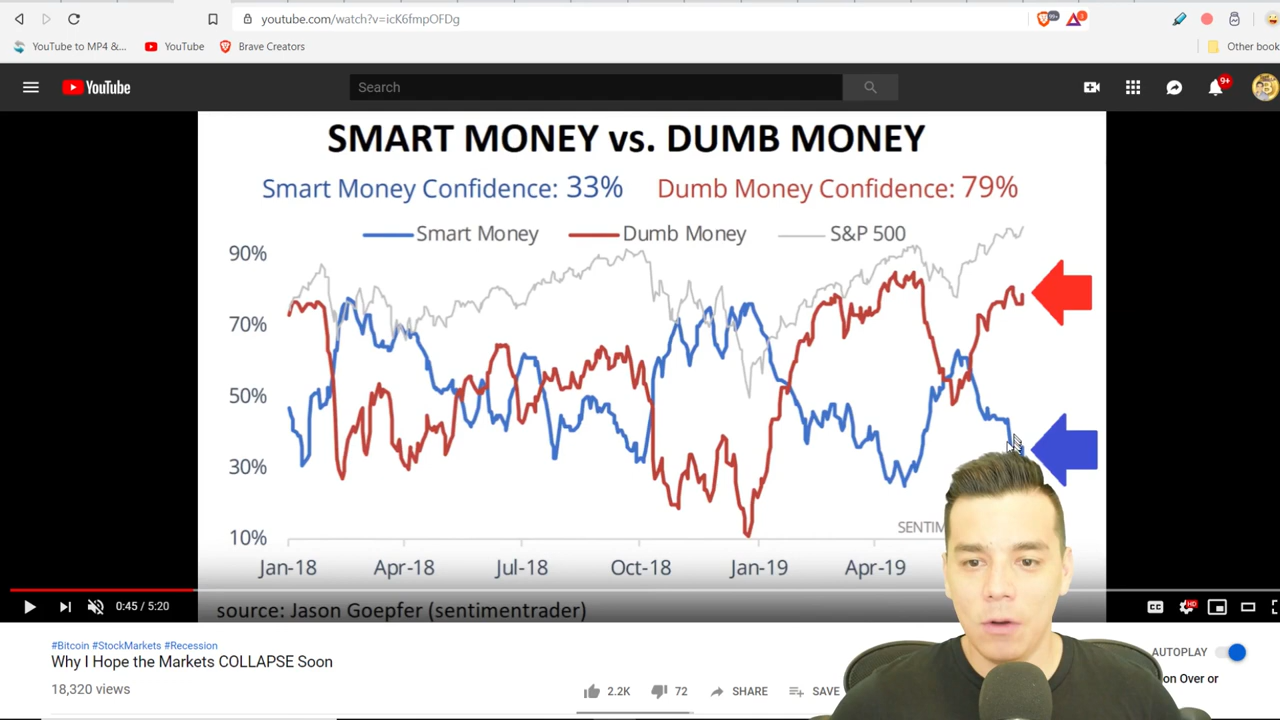 youtube.com/watch?v=icK6fmpOFDg
99+
YouTube to MP4 &...
YouTube
Brave Creators
Other book
YouTube
Search
9+
SMART MONEY vs. DUMB MONEY
Smart Money Confidence: 33% Dumb Money Confidence: 79%
Smart Money Dumb Money S&P 500
90%
70%
50%
30%
10%
SENTIM
Jan-18 Apr-18 Jul-18 Oct-18 Jan-19 Apr-19
source: Jason Goepfer (sentimentrader)
0:45 / 5:20
CC
HD
#Bitcoin #StockMarkets #Recession
Why I Hope the Markets COLLAPSE Soon
18,320 views
2.2K 72 SHARE SAVE
AUTOPLAY
on Over or